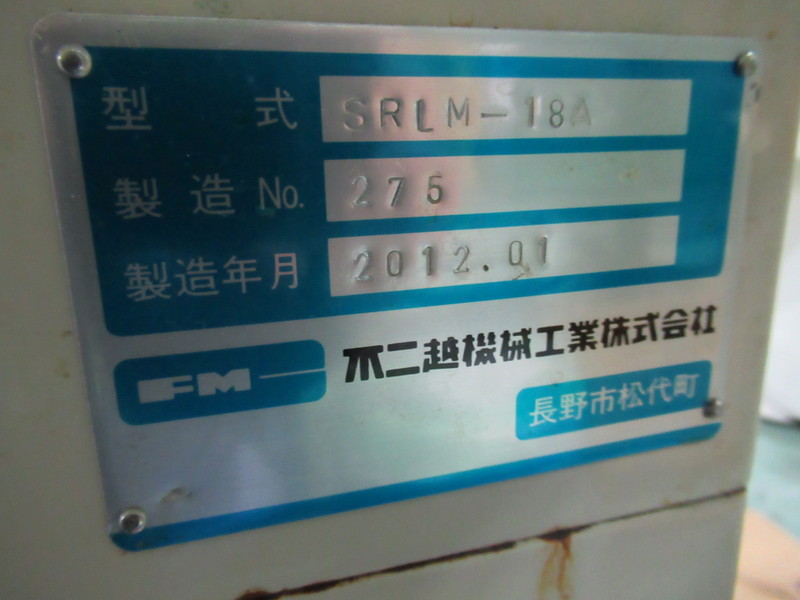 型式 SRLM-18A
製造No. 276
製造年月 2012.01
FM 不二越機械工業株式会社
長野市松代町